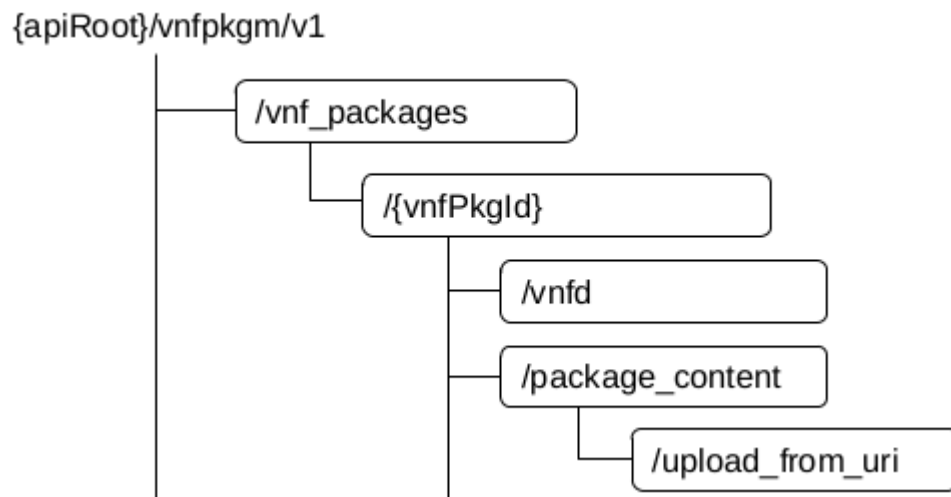 {apiRoot}/vnfpkgm/v1
/vnf_packages
/{vnfPkgId}
/vnfd
/package_content
/upload_from_uri